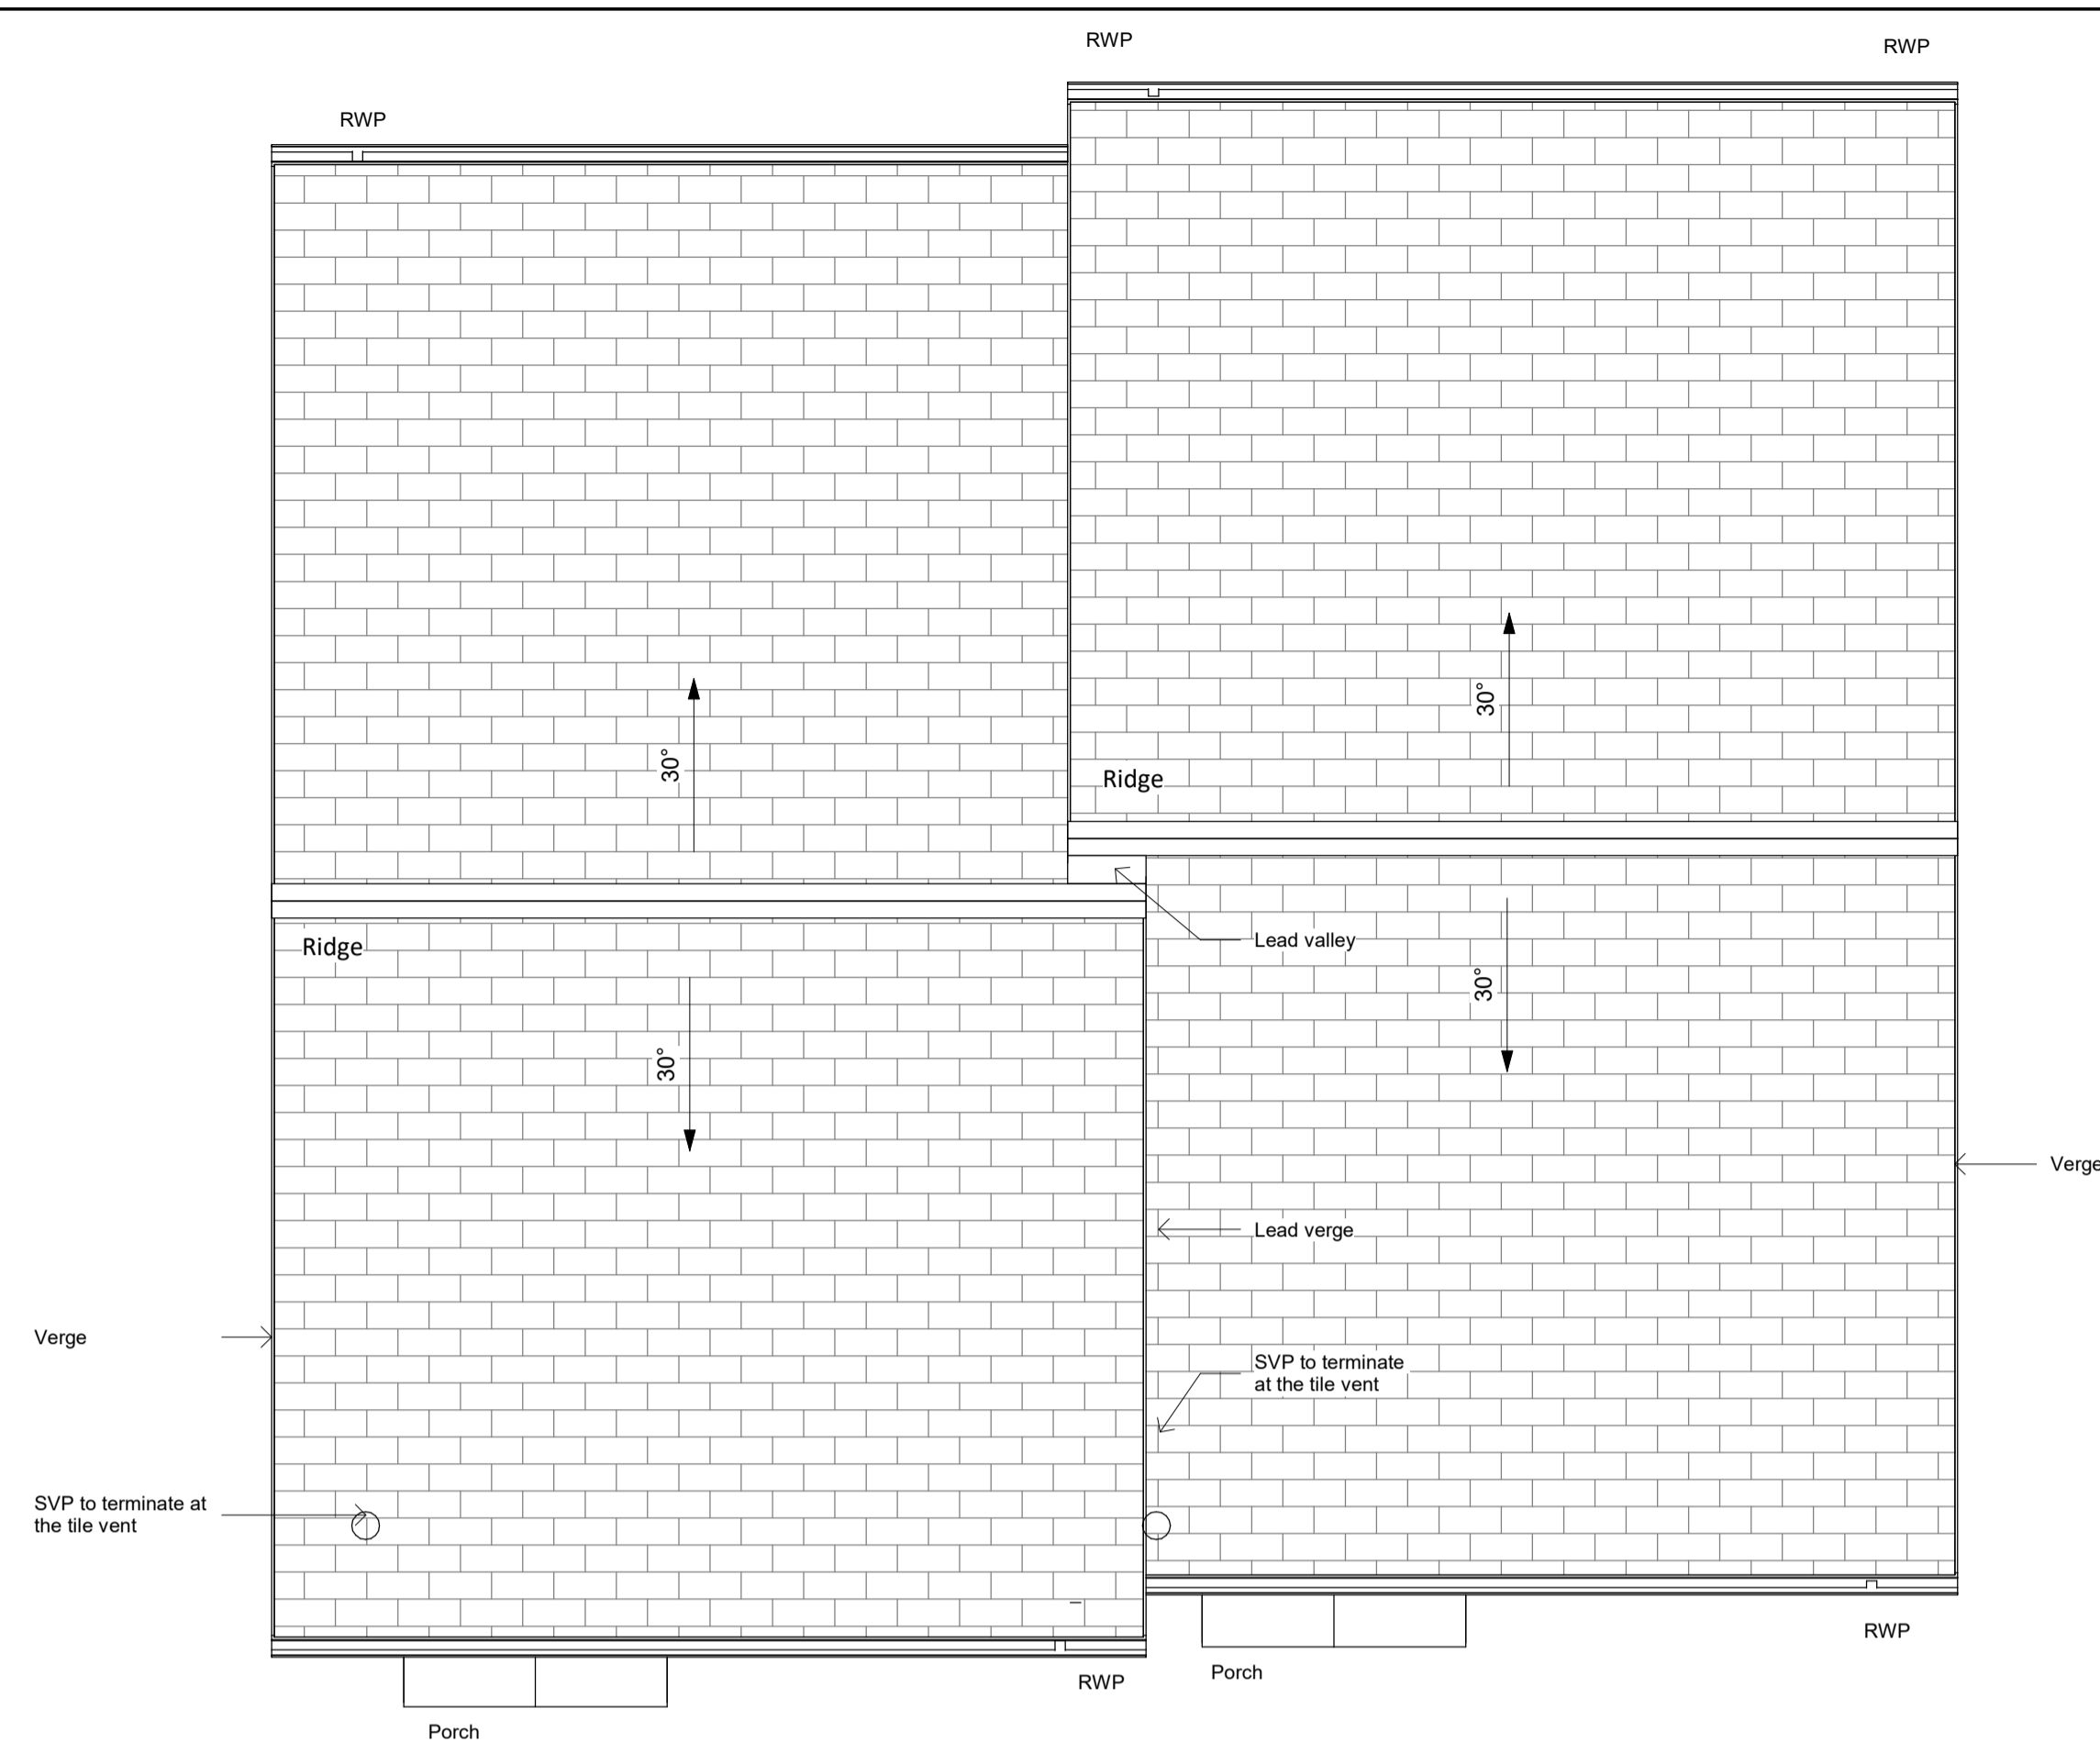 RWP
RWP
RWP
30°
30°
Ridge
Ridge
Lead valley
30°
30°
Verge
Lead verge
Verge
SVP to terminate
at the tile vent
SVP to terminate at
the tile vent
RWP
Porch
RWP
Porch